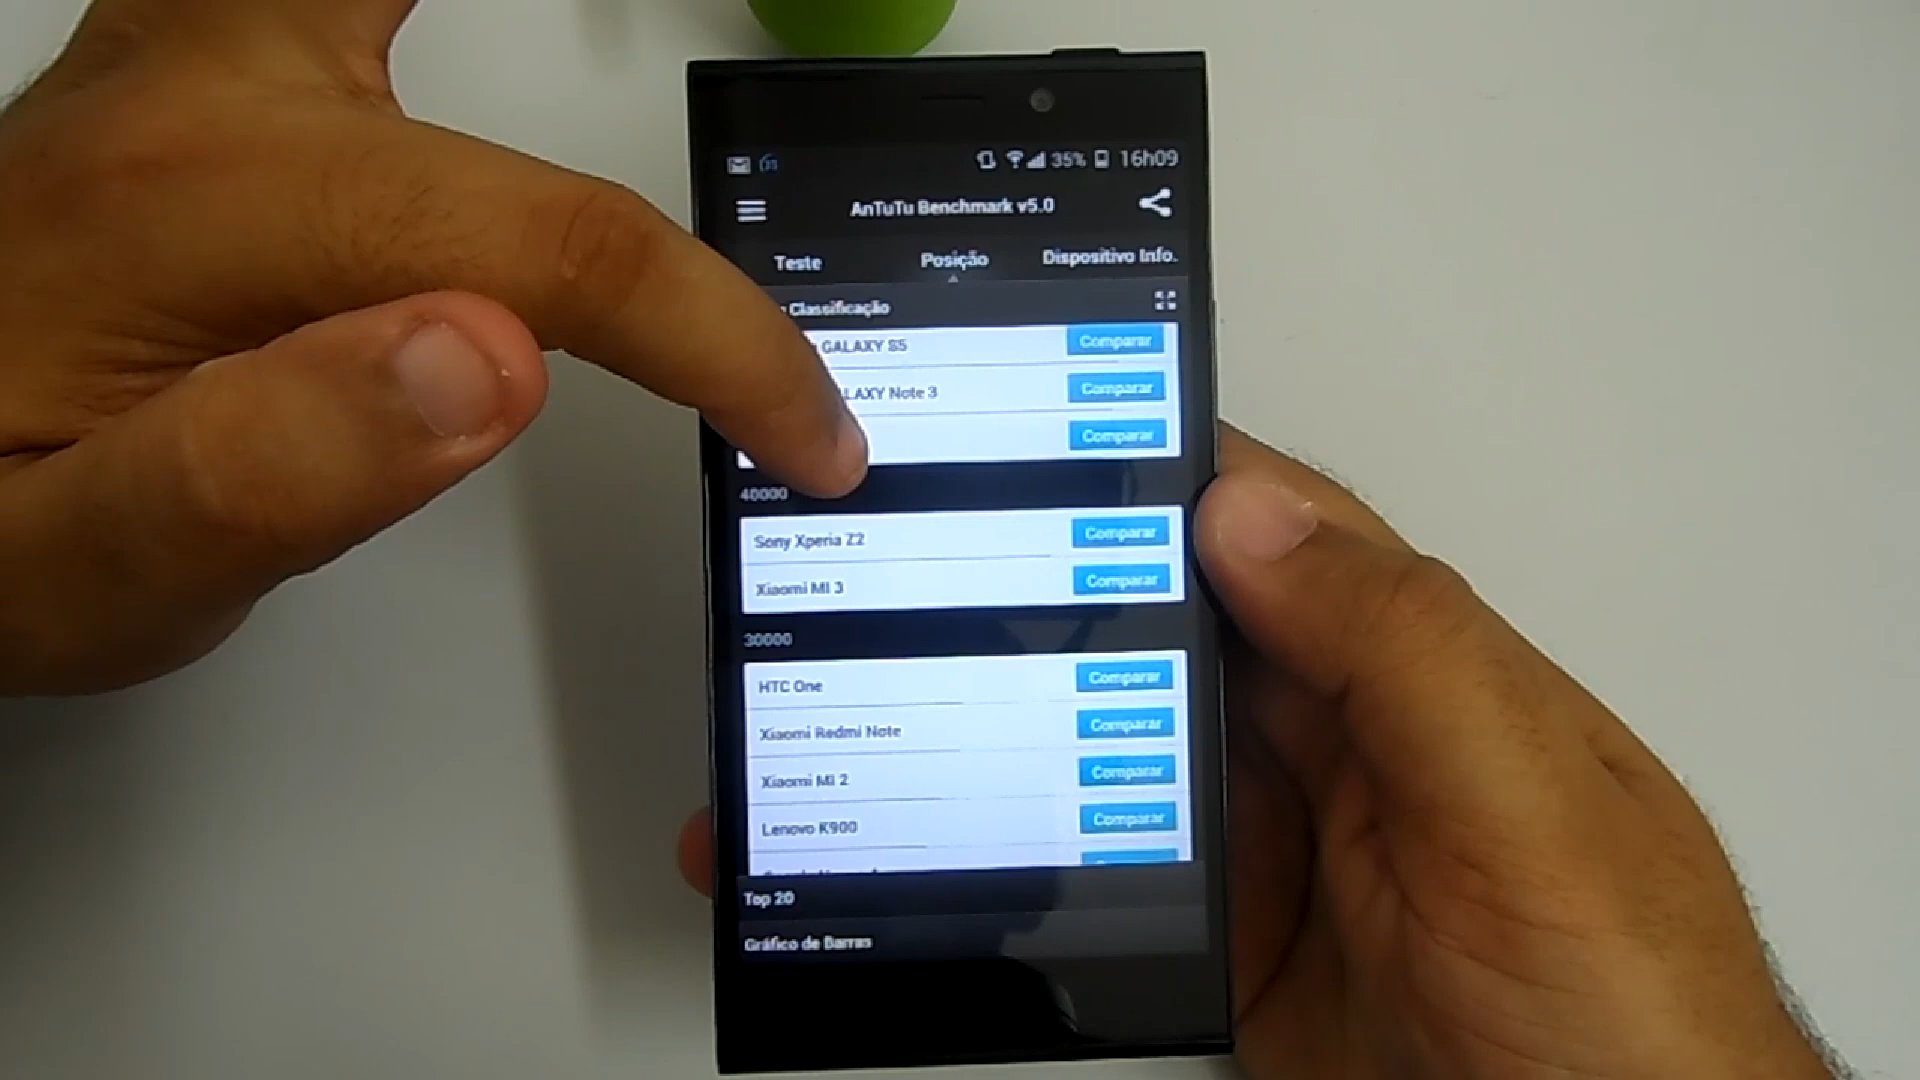 35% 16h09
AnTuTu Benchmark v5.0
Teste Posição Dispositivo Info.
Classificação
GALAXY S5 Comparar
Note 3 Comparar
Comparar
40000
Sony Xperia Z2 Comparar
Xiaomi MI 3 Comparar
30000
HTC One Comparar
Xiaomi Redmi Note Comparar
Xiaomi MI 2 Comparar
Lenovo K900 Comparar
Top 20
Gráfico de Barras